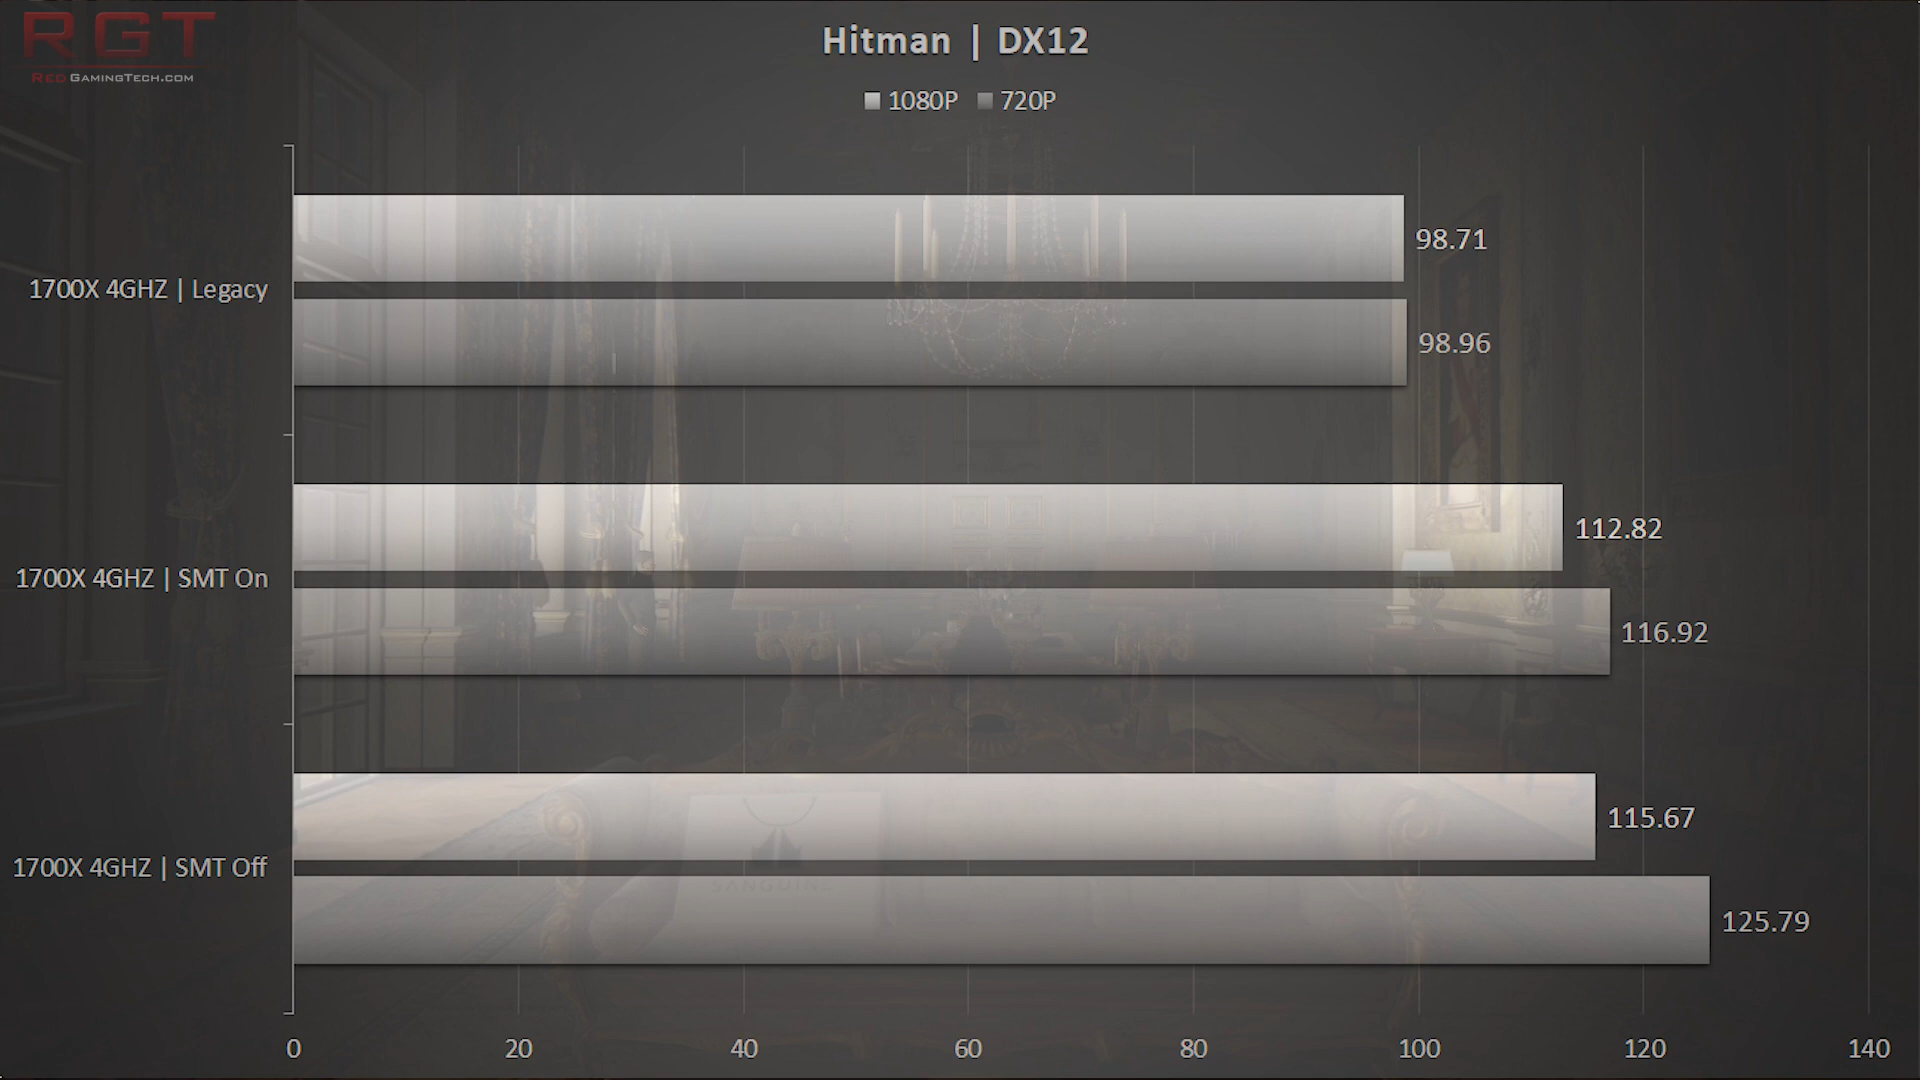 RGT
REDGAMINGTECH.COM
Hitman | DX12
1080P 720P
1700X 4GHZ | Legacy
98.71
98.96
1700X 4GHZ | SMT On
112.82
116.92
1700X 4GHZ | SMT Off
115.67
SANGUINE
125.79
0 20 40 60 80 100 120 140